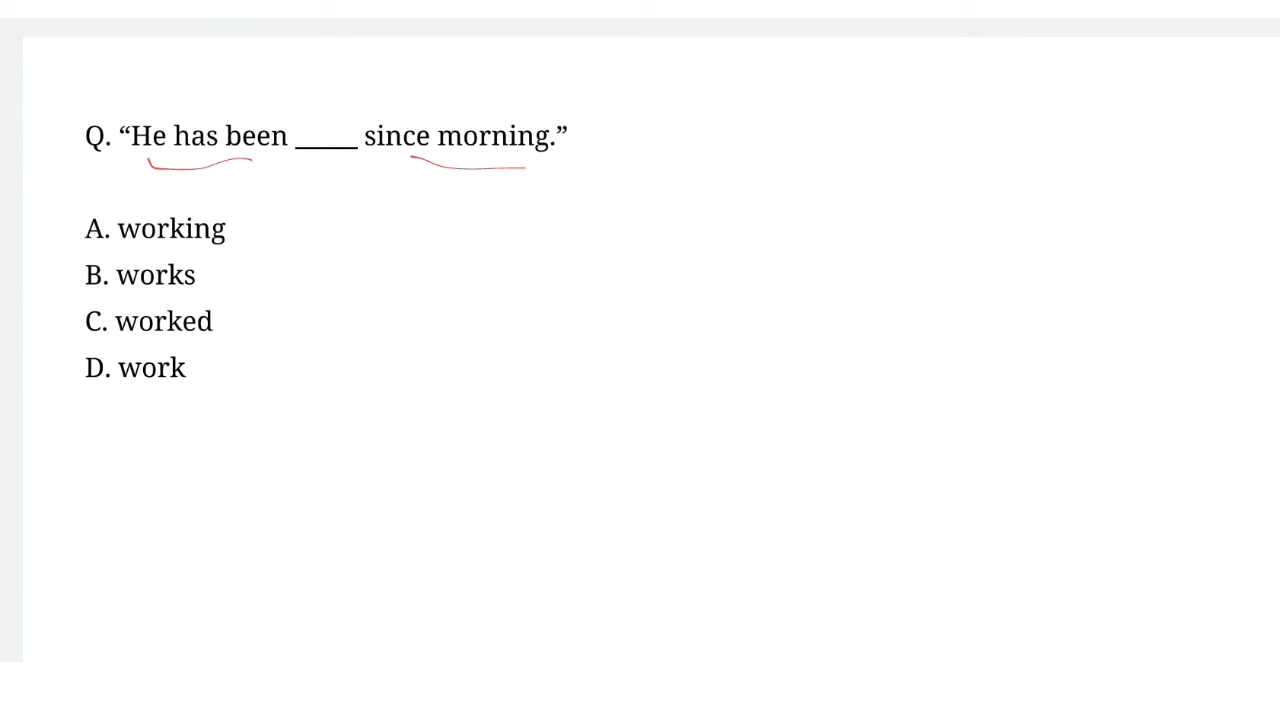 Q. “He has been _____ since morning.”
A. working
B. works
C. worked
D. work